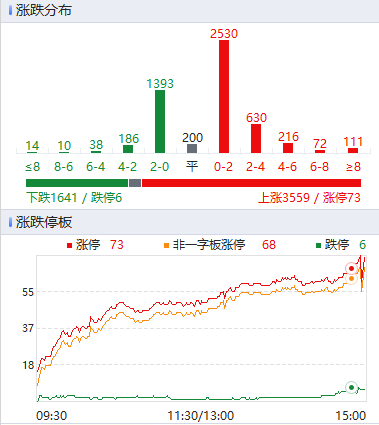 涨跌分布
14 10 38 186 1393 200 2530 630 216 72 111
≤8 8-6 6-4 4-2 2-0 平 0-2 2-4 4-6 6-8 ≥8
下跌1641 / 跌停6 上涨3559 / 涨停73
涨跌停板
涨停 73 非一字板涨停 68 跌停 6
55
37
18
09:30 11:30/13:00 15:00